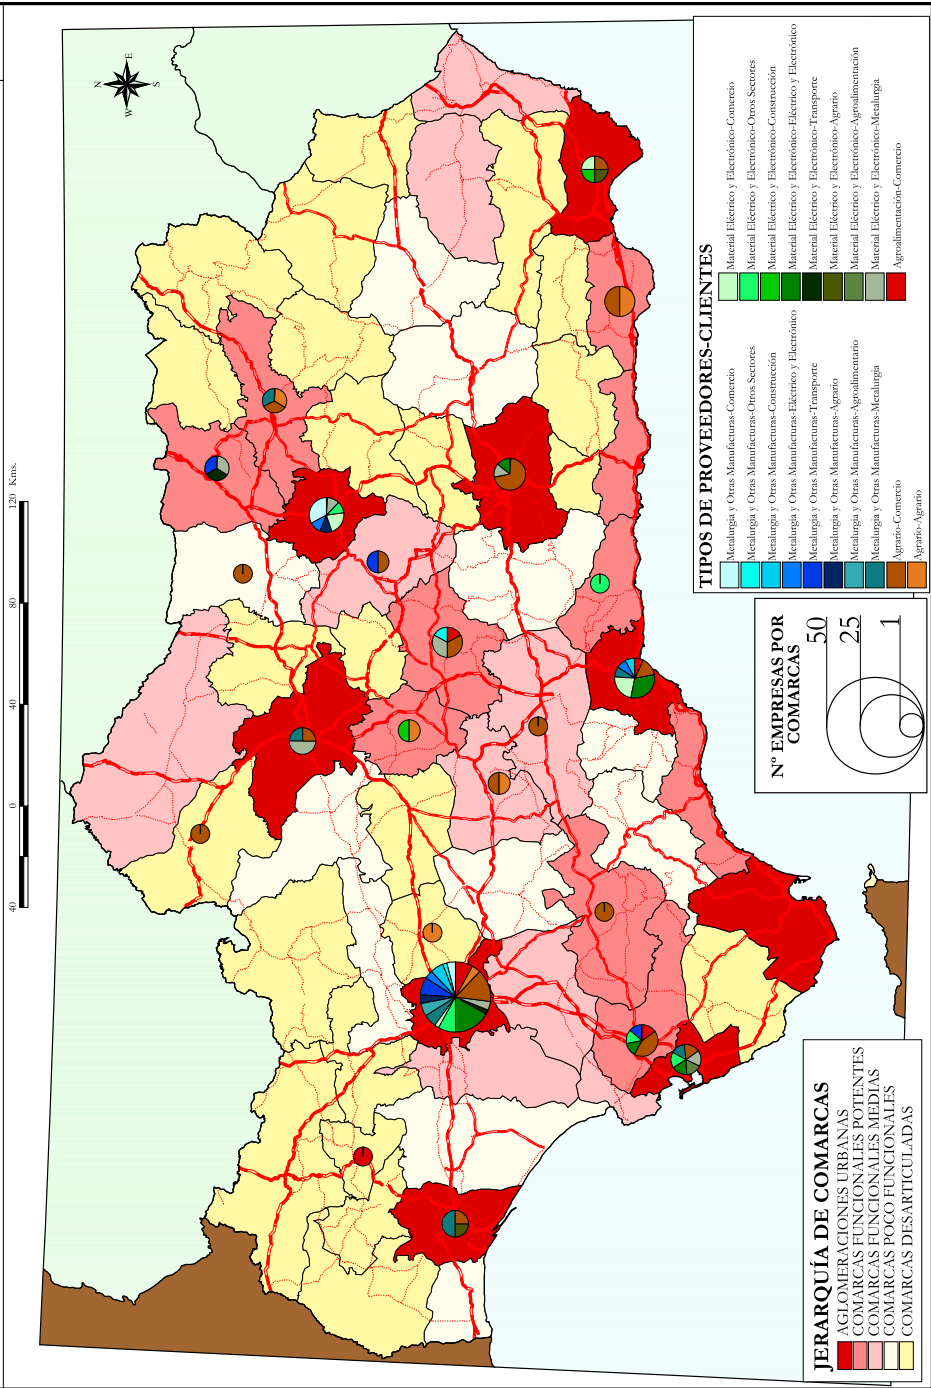 N
E
S
W
Kms.
40
0
40
80
120
JERARQUÍA DE COMARCAS
AGLOMERACIONES URBANAS
COMARCAS FUNCIONALES POTENTES
COMARCAS FUNCIONALES MEDIAS
COMARCAS POCO FUNCIONALES
COMARCAS DESARTICULADAS
Nº EMPRESAS POR
COMARCAS
50
25
1
TIPOS DE PROVEEDORES-CLIENTES
Metalurgia y Otras Manufacturas-Comercio
Metalurgia y Otras Manufacturas-Otros Sectores
Metalurgia y Otras Manufacturas-Construcción
Metalurgia y Otras Manufacturas-Eléctrico y Electrónico
Metalurgia y Otras Manufacturas-Transporte
Metalurgia y Otras Manufacturas-Agrario
Metalurgia y Otras Manufacturas-Agroalimentario
Metalurgia y Otras Manufacturas-Metalurgia
Agrario-Comercio
Agrario-Agrario
Material Eléctrico y Electrónico-Comercio
Material Eléctrico y Electrónico-Otros Sectores
Material Eléctrico y Electrónico-Construcción
Material Eléctrico y Electrónico-Eléctrico y Electrónico
Material Eléctrico y Electrónico-Transporte
Material Eléctrico y Electrónico-Agrario
Material Eléctrico y Electrónico-Agroalimentación
Material Eléctrico y Electrónico-Metalurgia
Agroalimentación-Comercio